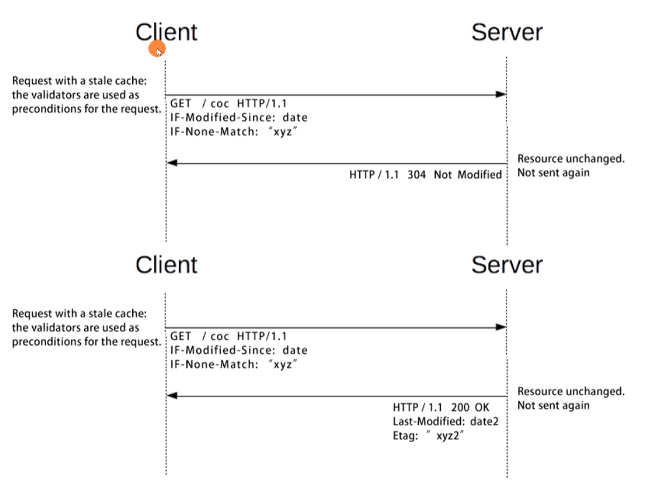 Client
Server
Request with a stale cache:
the validators are used as
preconditions for the request.
GET / coc HTTP/1.1
IF-Modified-Since: date
IF-None-Match: "xyz"
Resource unchanged.
Not sent again
HTTP / 1.1 304 Not Modified
Client
Server
Request with a stale cache:
the validators are used as
preconditions for the request.
GET / coc HTTP/1.1
IF-Modified-Since: date
IF-None-Match: "xyz"
Resource unchanged.
Not sent again
HTTP / 1.1 200 OK
Last-Modified: date2
Etag: " xyz2"